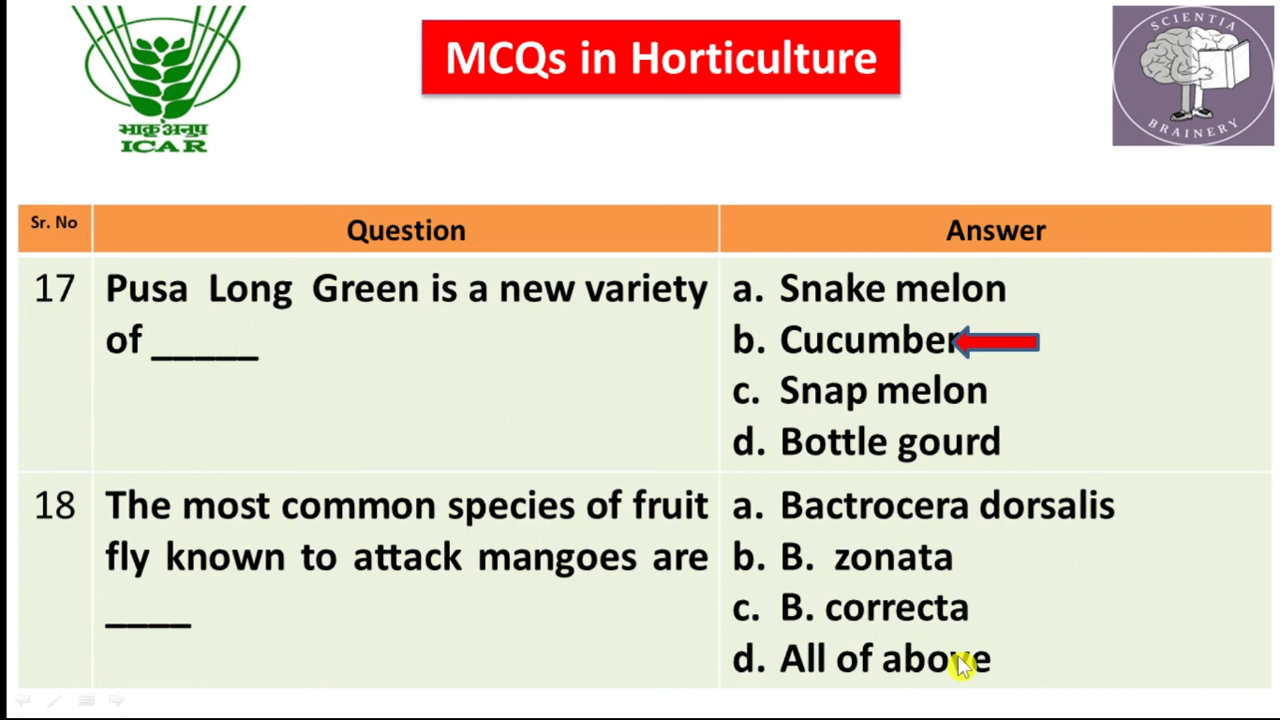 भाकृअनुप
ICAR
MCQs in Horticulture
SCIENTIA
BRAINERY
Sr. No
Question
Answer
17
Pusa Long Green is a new variety
of _____
a. Snake melon
b. Cucumber
c. Snap melon
d. Bottle gourd
18
The most common species of fruit
fly known to attack mangoes are
____
a. Bactrocera dorsalis
b. B. zonata
c. B. correcta
d. All of above